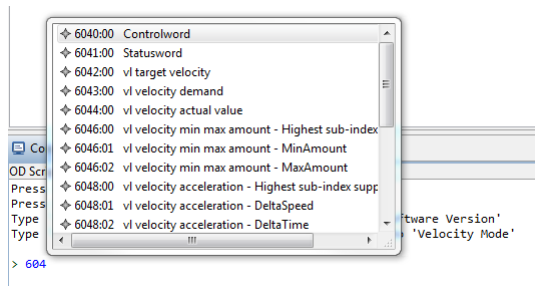 6040:00 Controlword
6041:00 Statusword
6042:00 vl target velocity
6043:00 vl velocity demand
6044:00 vl velocity actual value
6046:00 vl velocity min max amount - Highest sub-index
6046:01 vl velocity min max amount - MinAmount
6046:02 vl velocity min max amount - MaxAmount
6048:00 vl velocity acceleration - Highest sub-index supp
6048:01 vl velocity acceleration - DeltaSpeed
6048:02 vl velocity acceleration - DeltaTime
Co
OD Scr
Press
Press
Type ftware Version'
Type 'Velocity Mode'
> 604